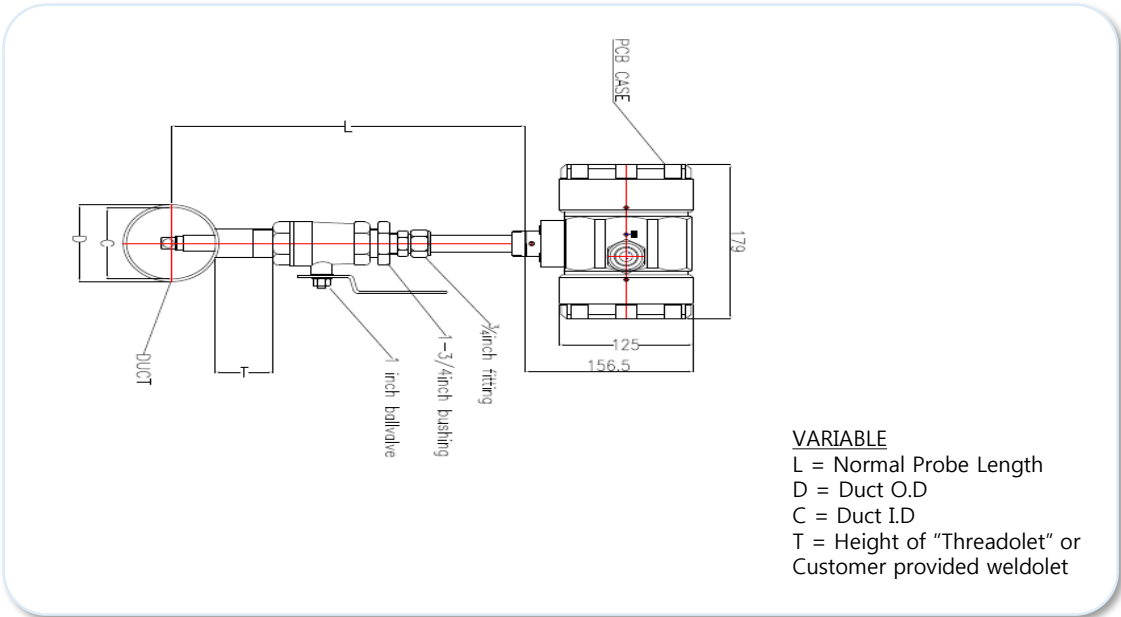 PCB CASE
L
179
D
C
125
156.5
T
DUCT
¾inch fitting
1-3/4inch bushing
1 inch ballvalve
VARIABLE
L = Normal Probe Length
D = Duct O.D
C = Duct I.D
T = Height of "Threadolet" or
Customer provided weldolet